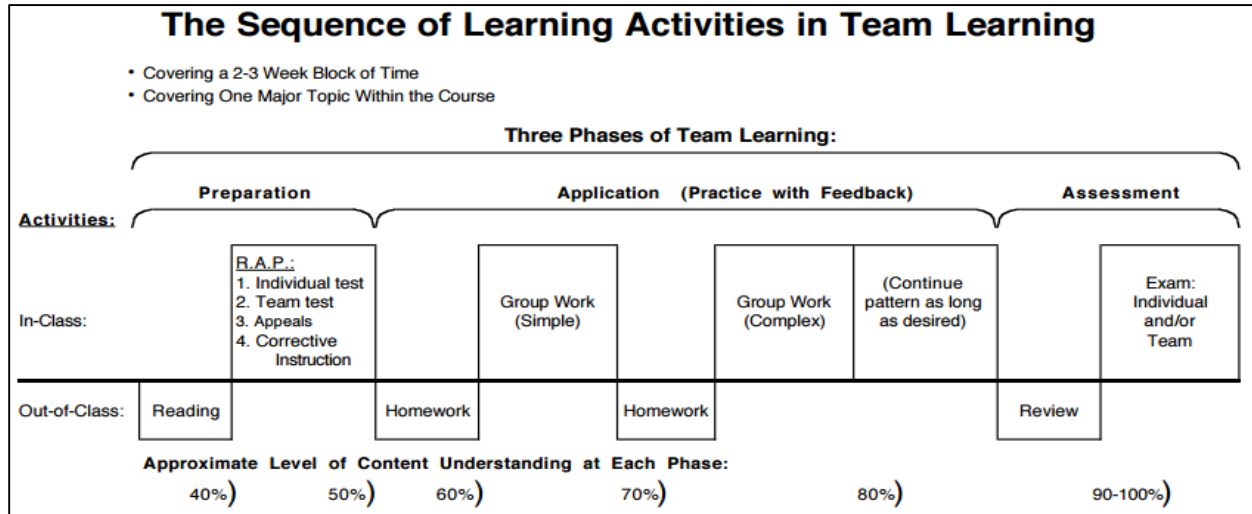 The Sequence of Learning Activities in Team Learning
• Covering a 2-3 Week Block of Time
• Covering One Major Topic Within the Course
Three Phases of Team Learning:
Preparation
Application (Practice with Feedback)
Assessment
Activities:
In-Class:
R.A.P.:
1. Individual test
2. Team test
3. Appeals
4. Corrective
Instruction
Group Work
(Simple)
Group Work
(Complex)
(Continue
pattern as long
as desired)
Exam:
Individual
and/or
Team
Out-of-Class:
Reading
Homework
Homework
Review
Approximate Level of Content Understanding at Each Phase:
40%) 50%) 60%) 70%) 80%) 90-100%)